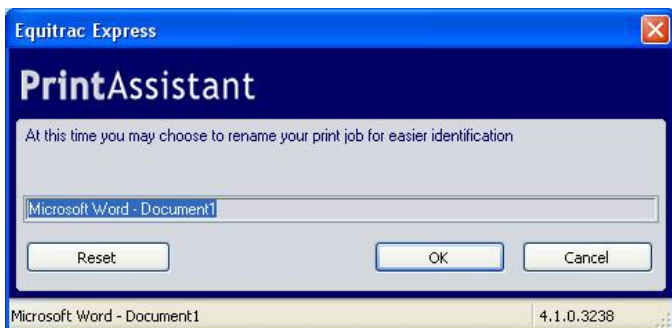 Equitrac Express
PrintAssistant
At this time you may choose to rename your print job for easier identification
Microsoft Word - Document1
Reset OK Cancel
Microsoft Word - Document1 4.1.0.3238